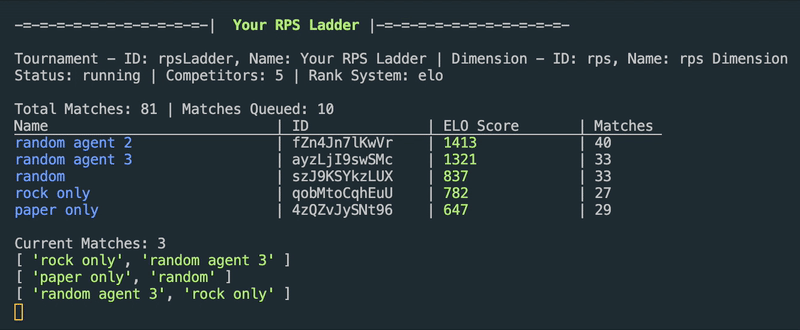 -=-=-=-=-=-=-=-=-=-|  Your RPS Ladder |-=-=-=-=-=-=-=-=-=-
Tournament - ID: rpsLadder, Name: Your RPS Ladder | Dimension - ID: rps, Name: rps Dimension
Status: running | Competitors: 5 | Rank System: elo
Total Matches: 81 | Matches Queued: 10
Name | ID | ELO Score | Matches
random agent 2 | fZn4Jn7lKwVr | 1413 | 40
random agent 3 | ayzLjI9swSMc | 1321 | 33
random | szJ9KSYkzLUX | 837 | 33
rock only | qobMtoCqhEuU | 782 | 27
paper only | 4zQZvJySNt96 | 647 | 29
Current Matches: 3
[ 'rock only', 'random agent 3' ]
[ 'paper only', 'random' ]
[ 'random agent 3', 'rock only' ]